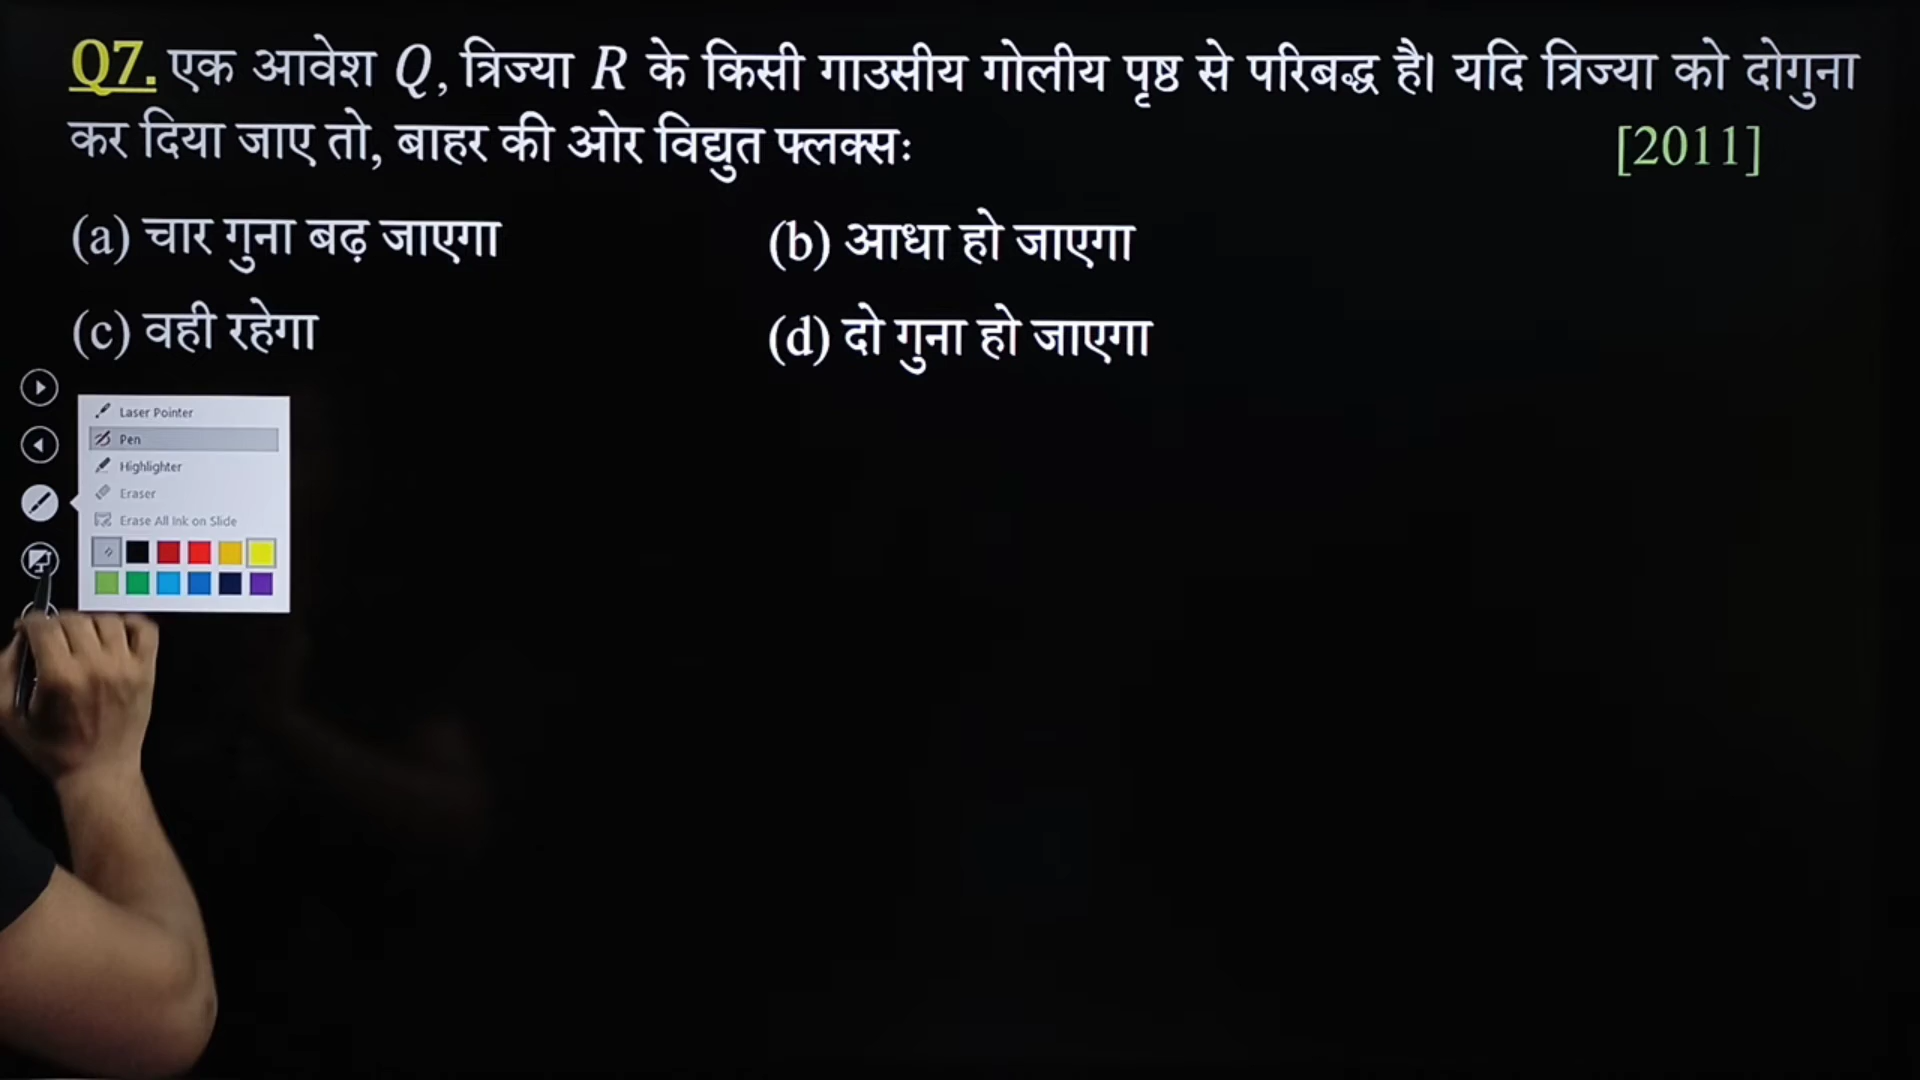 Q7. एक आवेश Q, त्रिज्या R के किसी गाउसीय गोलीय पृष्ठ से परिबद्ध है। यदि त्रिज्या को दोगुना
कर दिया जाए तो, बाहर की ओर विद्युत फ्लक्सः [2011]
(a) चार गुना बढ़ जाएगा (b) आधा हो जाएगा
(c) वही रहेगा (d) दो गुना हो जाएगा
Laser Pointer
Pen
Highlighter
Eraser
Erase All Ink on Slide